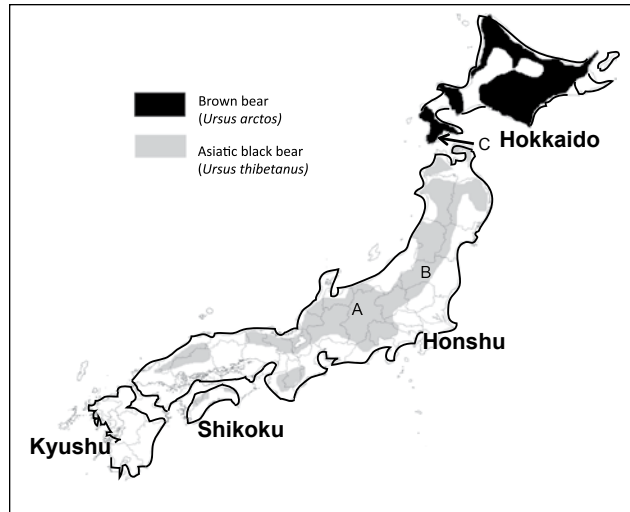 Brown bear
(Ursus arctos)
Asiatic black bear
(Ursus thibetanus)
C
Hokkaido
B
A
Honshu
Shikoku
Kyushu